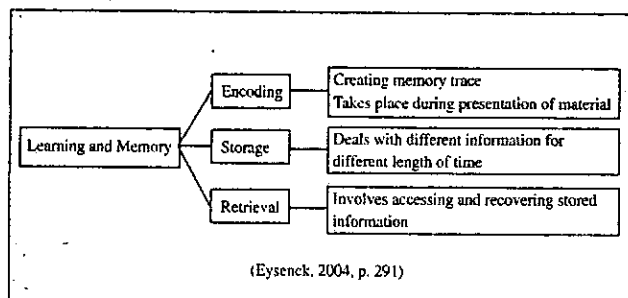 Encoding
Creating memory trace
Takes place during presentation of material
Learning and Memory
Storage
Deals with different information for
different length of time
Retrieval
Involves accessing and recovering stored
information
(Eysenck, 2004, p. 291)